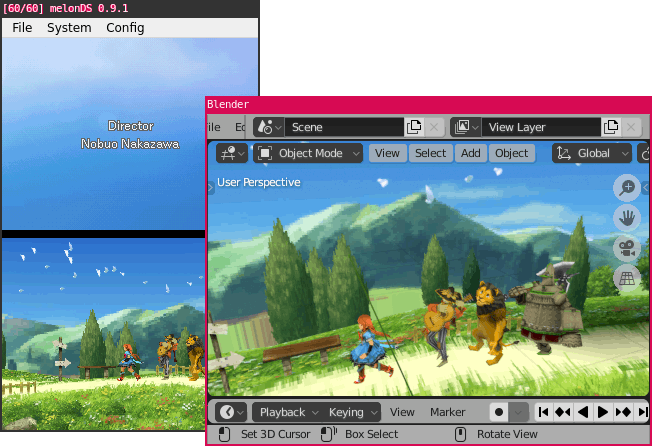 [60/60] melonDS 0.9.1
File System Config
Director
Nobuo Nakazawa
Blender
ile
Scene
View Layer
Object Mode
View Select Add Object
Global
User Perspective
Playback
Keying
View
Marker
Set 3D Cursor
Box Select
Rotate View